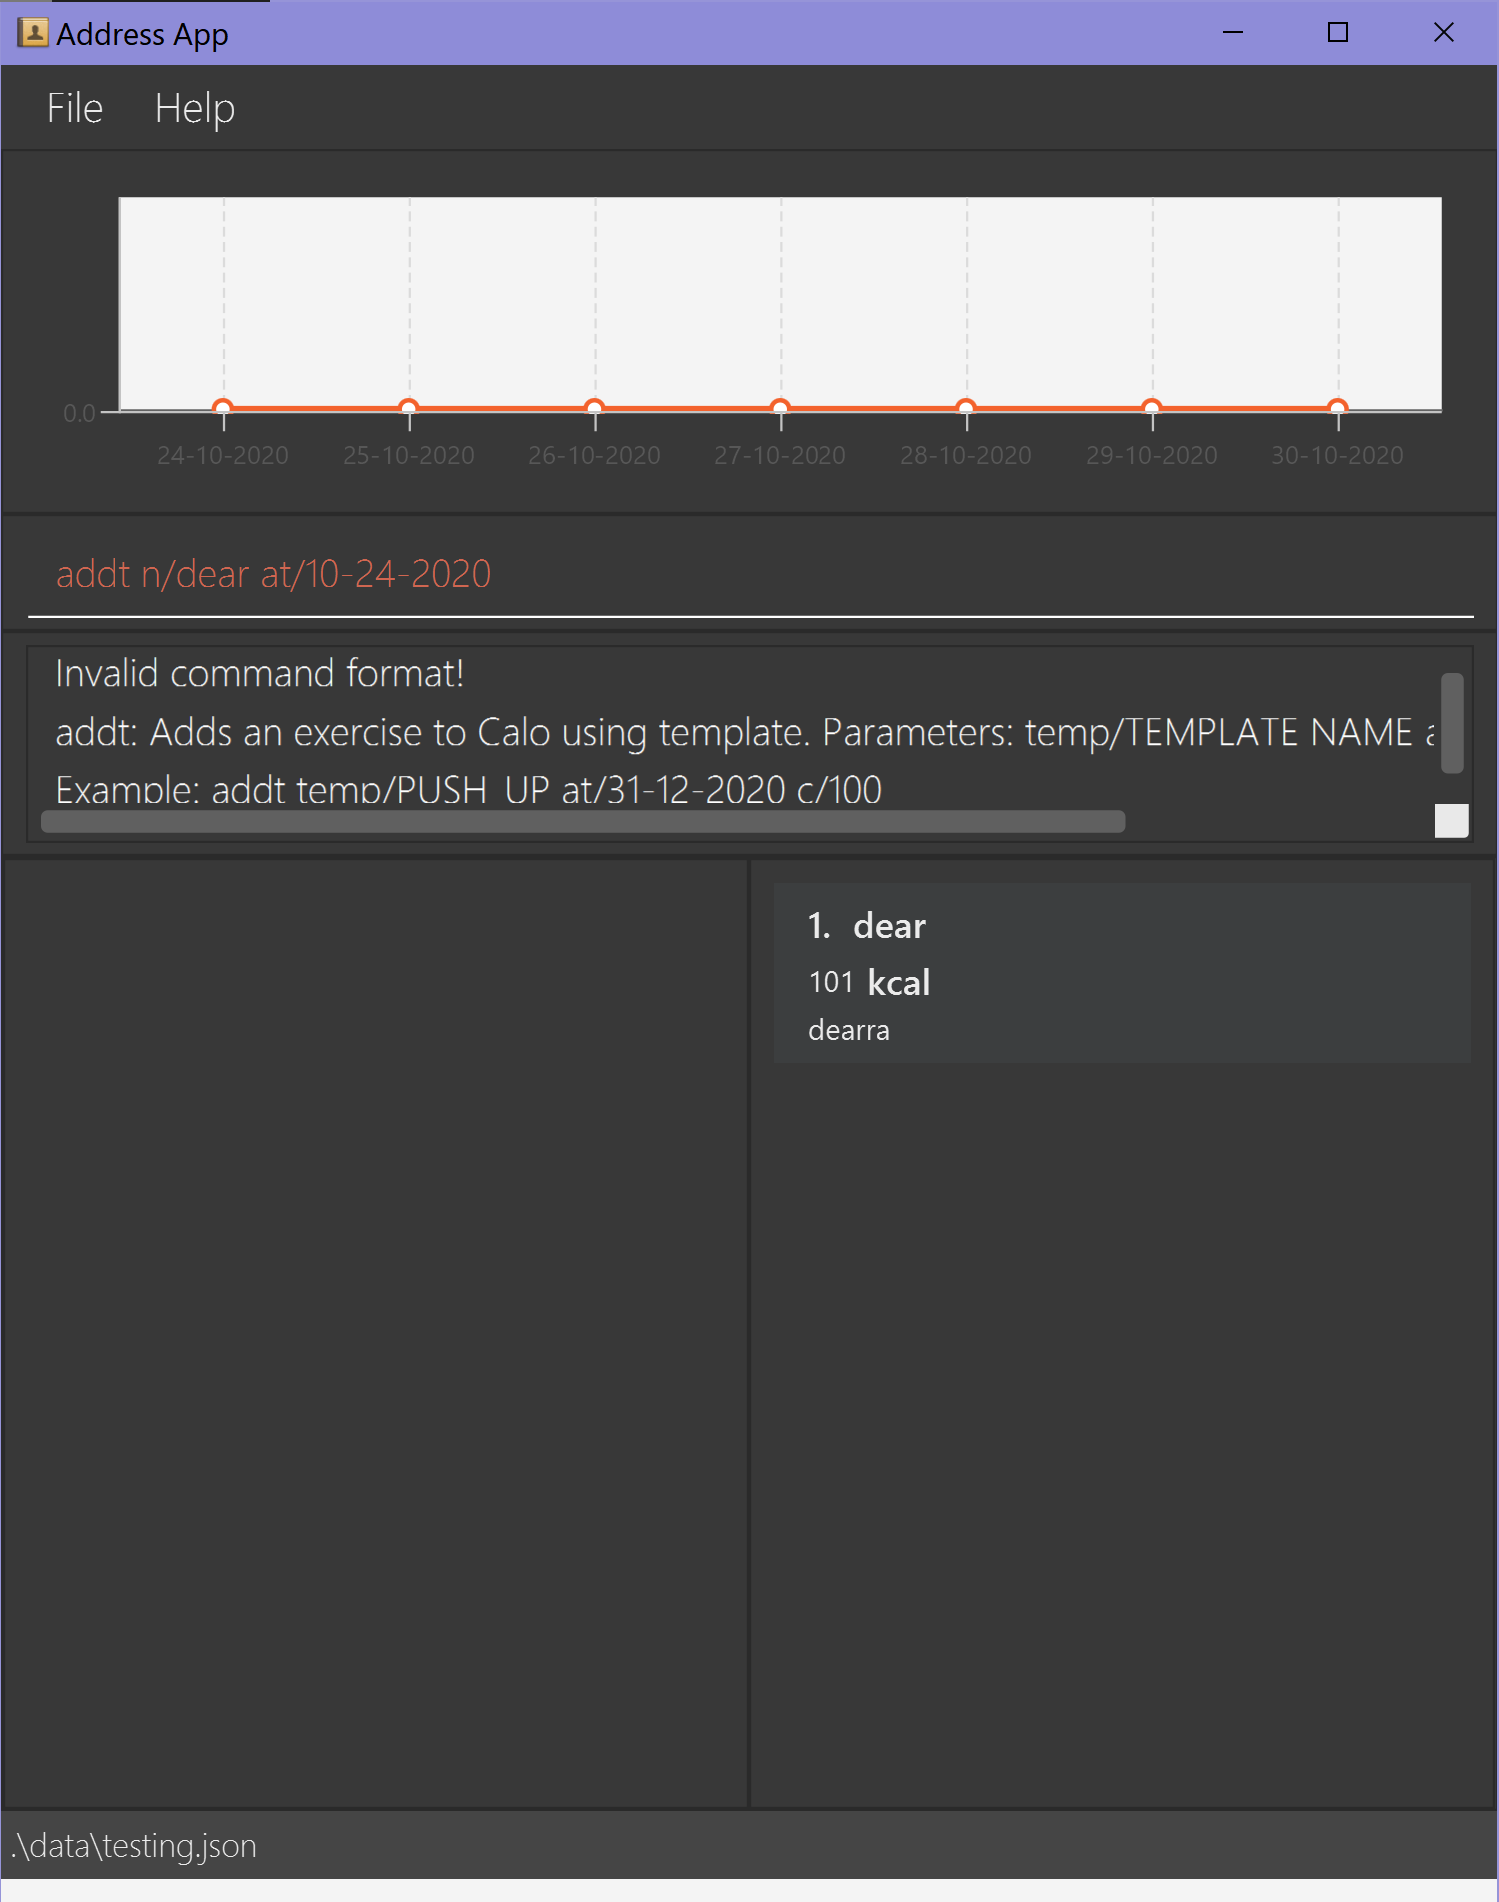 Address App
File Help
0.0
24-10-2020 25-10-2020 26-10-2020 27-10-2020 28-10-2020 29-10-2020 30-10-2020
addt n/dear at/10-24-2020
Invalid command format!
addt: Adds an exercise to Calo using template. Parameters: temp/TEMPLATE NAME
Example: addt temp/PUSH UP at/31-12-2020 c/100
1. dear
101 kcal
dearra
.\data\testing.json